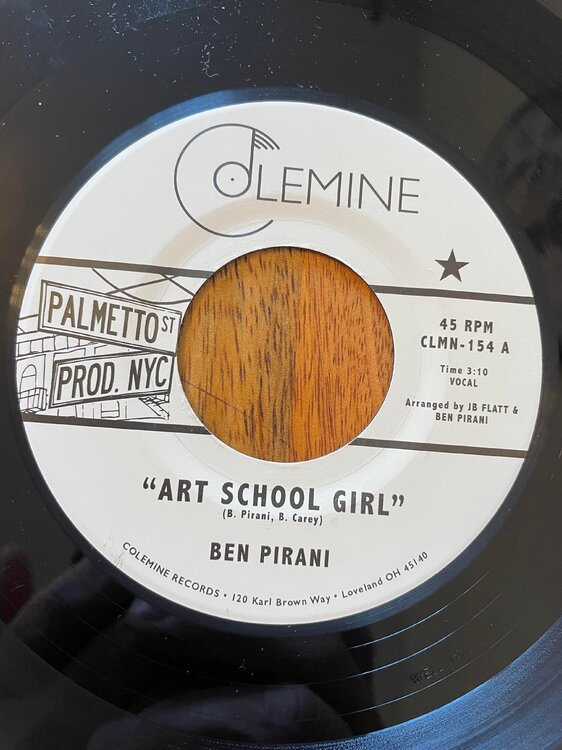 COLEMINE
PALMETTO ST
PROD. NYC
45 RPM
CLMN-154 A
Time 3:10
VOCAL
Arranged by JB FLATT &
BEN PIRANI
"ART SCHOOL GIRL"
(B. Pirani, B. Carey)
BEN PIRANI
COLEMINE RECORDS • 120 Karl Brown Way • Loveland OH 45140